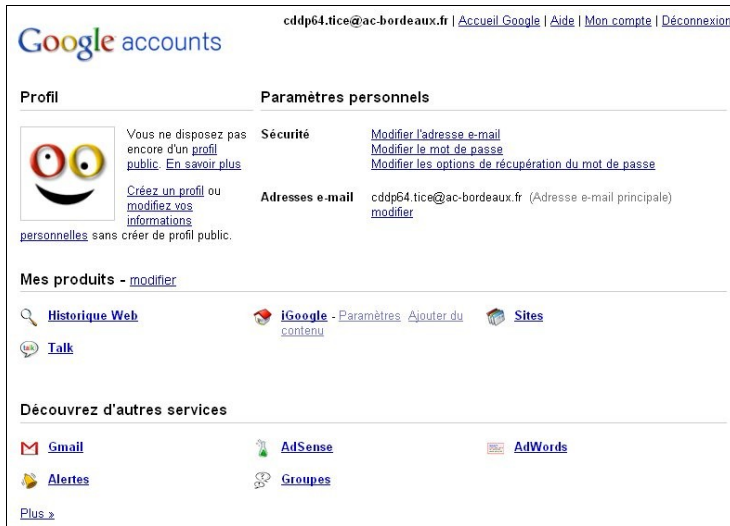 cddp64.tice@ac-bordeaux.fr | Accueil Google | Aide | Mon compte | Déconnexion
Google accounts
Profil
Vous ne disposez pas
encore d'un profil
public. En savoir plus
Créez un profil ou
modifiez vos
informations
personnelles sans créer de profil public.
Paramètres personnels
Sécurité
Modifier l'adresse e-mail
Modifier le mot de passe
Modifier les options de récupération du mot de passe
Adresses e-mail
cddp64.tice@ac-bordeaux.fr (Adresse e-mail principale)
modifier
Mes produits - modifier
Historique Web
iGoogle - Paramètres Ajouter du
contenu
Sites
talk
Talk
Découvrez d'autres services
Gmail
AdSense
AdWords
Alertes
Groupes
Plus »